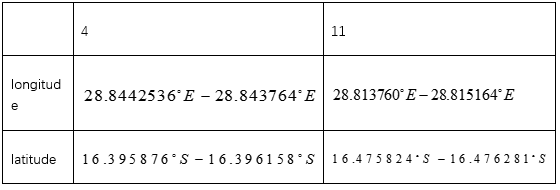 4 11
longitud
e
28.8442536°E – 28.843764°E 28.813760°E – 28.815164°E
latitude 16.395876°S – 16.396158°S 16.475824°S – 16.476281°S